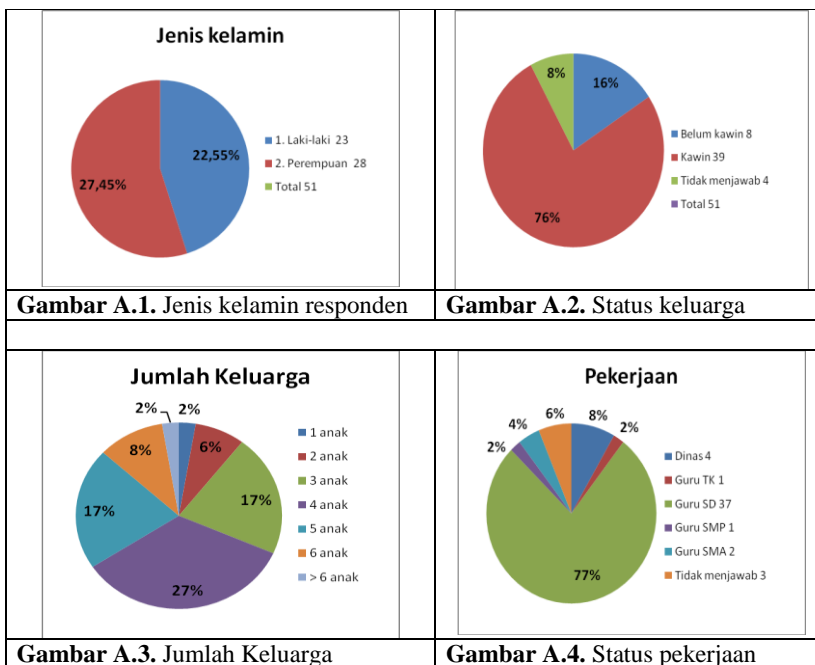 Jenis kelamin
22,55%
27,45%
1. Laki-laki 23
2. Perempuan 28
Total 51
Gambar A.1. Jenis kelamin responden
8%
16%
76%
Belum kawin 8
Kawin 39
Tidak menjawab 4
Total 51
Gambar A.2. Status keluarga
Jumlah Keluarga
2%
2%
6%
8%
17%
17%
27%
1 anak
2 anak
3 anak
4 anak
5 anak
6 anak
> 6 anak
Gambar A.3. Jumlah Keluarga
Pekerjaan
6%
8%
4%
2%
2%
77%
Dinas 4
Guru TK 1
Guru SD 37
Guru SMP 1
Guru SMA 2
Tidak menjawab 3
Gambar A.4. Status pekerjaan